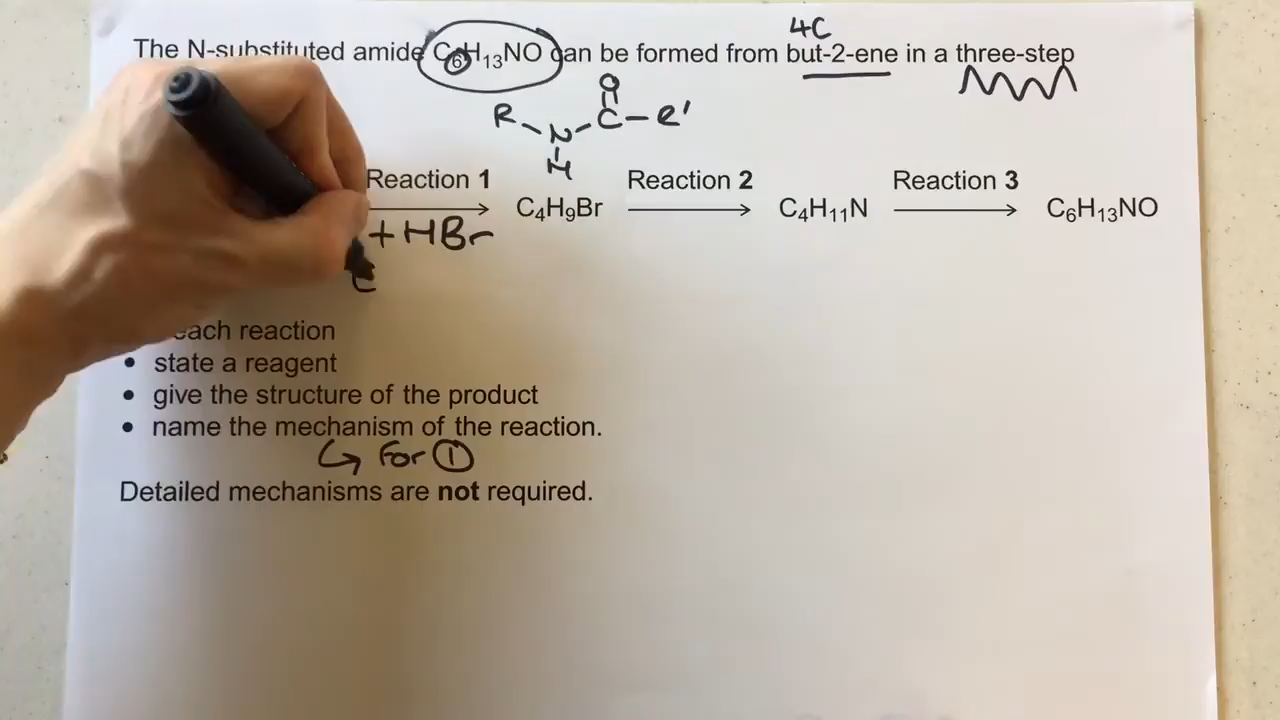 4C
The N-substituted amide C₆H₁₃NO can be formed from but-2-ene in a three-step
O
R-N-C-R'
H
Reaction 1 Reaction 2 Reaction 3
C₄H₉Br C₄H₁₁N C₆H₁₃NO
+HBr
each reaction
• state a reagent
• give the structure of the product
• name the mechanism of the reaction.
↳ for ①
Detailed mechanisms are not required.